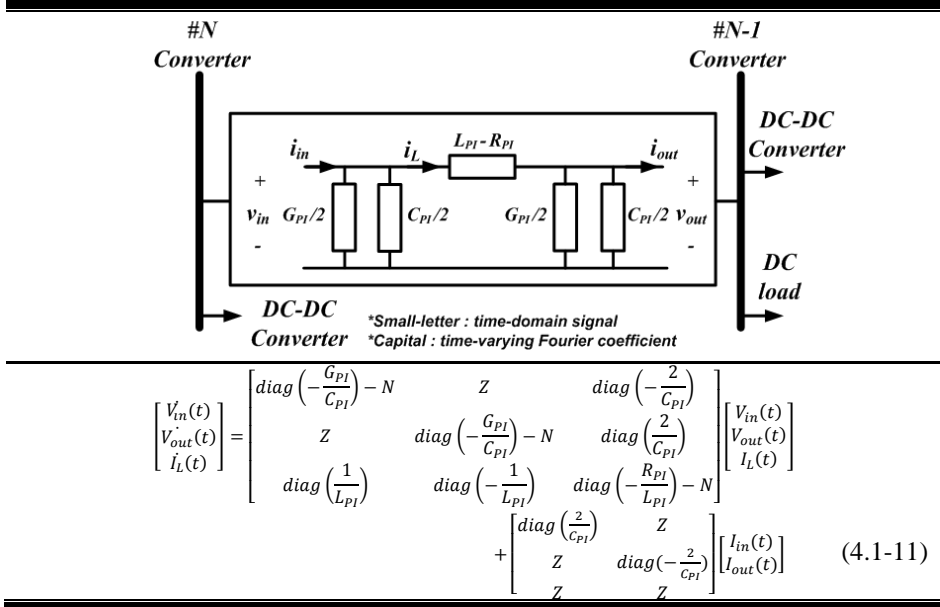 #N
Converter
#N-1
Converter
DC-DC
Converter
i_in
i_L
L_PI-R_PI
i_out
+
v_in
-
G_PI/2
C_PI/2
G_PI/2
C_PI/2
+
v_out
-
DC
load
DC-DC
Converter
*Small-letter : time-domain signal
*Capital : time-varying Fourier coefficient
[V̇_in(t) V̇_out(t) İ_L(t)] = [diag(-G_PI/C_PI) - N Z diag(-2/C_PI)
Z diag(-G_PI/C_PI) - N diag(2/C_PI)
diag(1/L_PI) diag(-1/L_PI) diag(-R_PI/L_PI) - N] [V_in(t) V_out(t) I_L(t)]
+ [diag(2/C_PI) Z
Z diag(-2/C_PI)
Z Z] [I_in(t) I_out(t)] (4.1-11)